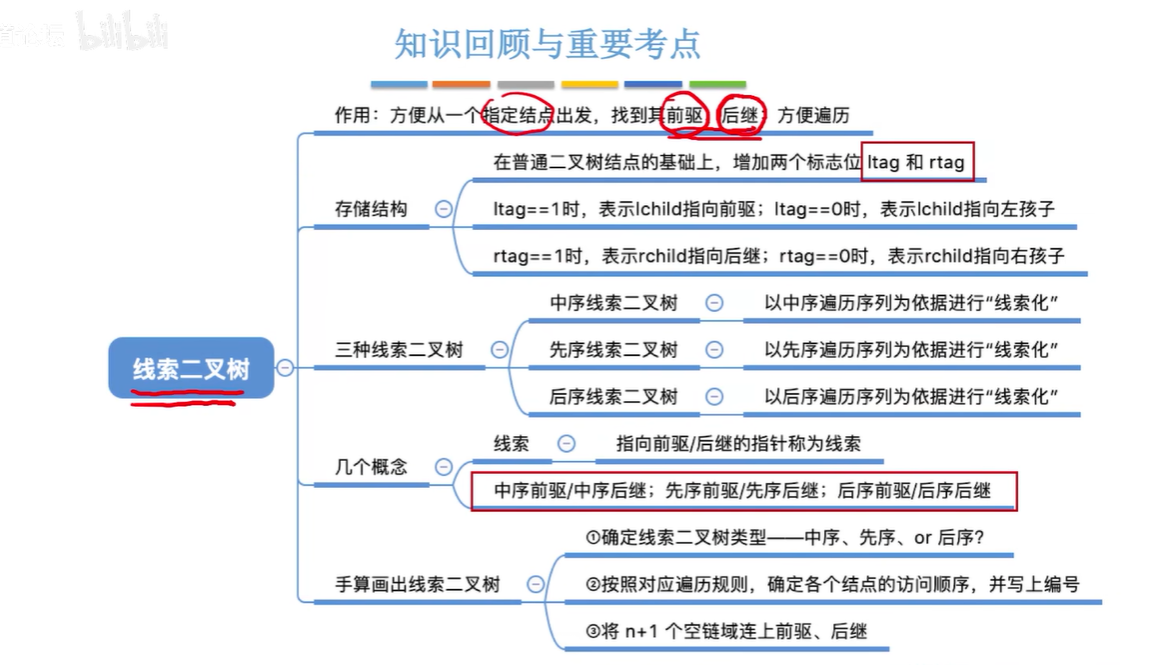 bilibili
知识回顾与重要考点
作用：方便从一个指定结点出发，找到其前驱、后继；方便遍历
在普通二叉树结点的基础上，增加两个标志位 ltag 和 rtag
存储结构
ltag==1时，表示lchild指向前驱；ltag==0时，表示lchild指向左孩子
rtag==1时，表示rchild指向后继；rtag==0时，表示rchild指向右孩子
中序线索二叉树
以中序遍历序列为依据进行“线索化”
三种线索二叉树
先序线索二叉树
以先序遍历序列为依据进行“线索化”
线索二叉树
后序线索二叉树
以后序遍历序列为依据进行“线索化”
线索
指向前驱/后继的指针称为线索
几个概念
中序前驱/中序后继；先序前驱/先序后继；后序前驱/后序后继
①确定线索二叉树类型——中序、先序、or 后序？
手算画出线索二叉树
②按照对应遍历规则，确定各个结点的访问顺序，并写上编号
③将 n+1 个空链域连上前驱、后继